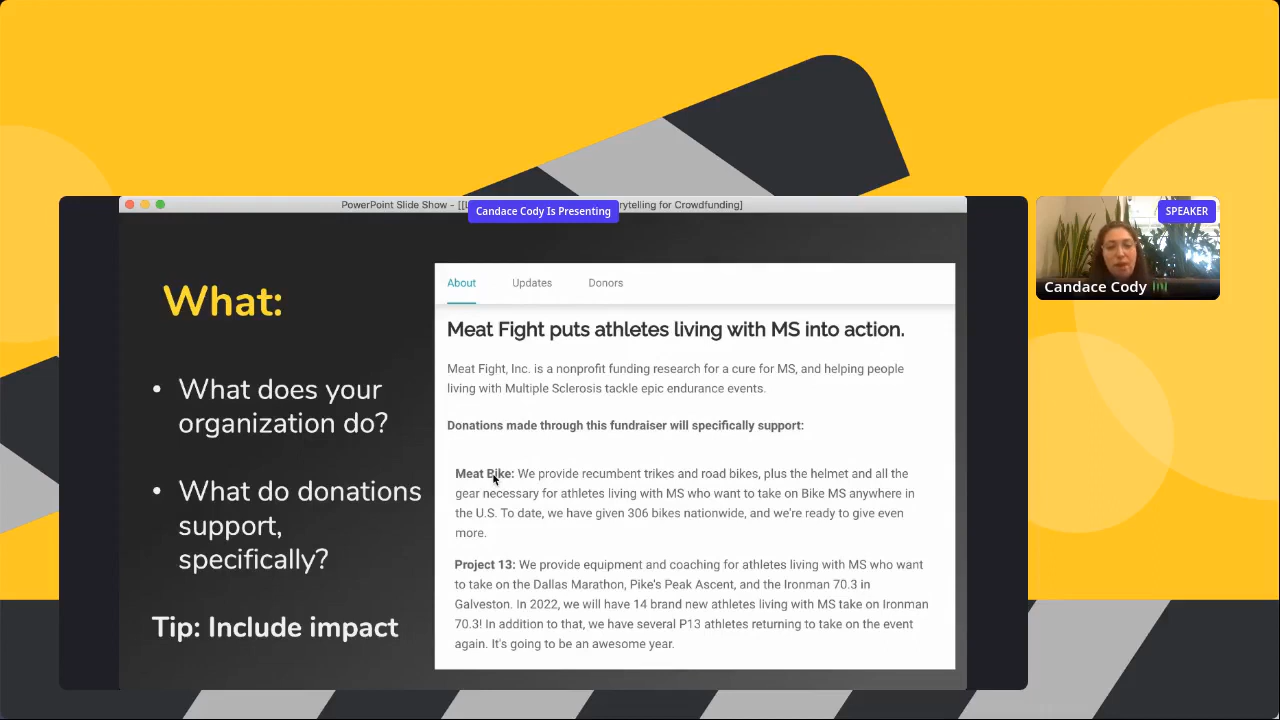 PowerPoint Slide Show - [[L
rytelling for Crowdfunding]
Candace Cody Is Presenting
SPEAKER
Candace Cody
What:
• What does your
organization do?
• What do donations
support,
specifically?
Tip: Include impact
About Updates Donors
Meat Fight puts athletes living with MS into action.
Meat Fight, Inc. is a nonprofit funding research for a cure for MS, and helping people
living with Multiple Sclerosis tackle epic endurance events.
Donations made through this fundraiser will specifically support:
Meat Bike: We provide recumbent trikes and road bikes, plus the helmet and all the
gear necessary for athletes living with MS who want to take on Bike MS anywhere in
the U.S. To date, we have given 306 bikes nationwide, and we're ready to give even
more.
Project 13: We provide equipment and coaching for athletes living with MS who want
to take on the Dallas Marathon, Pike's Peak Ascent, and the Ironman 70.3 in
Galveston. In 2022, we will have 14 brand new athletes living with MS take on Ironman
70.3! In addition to that, we have several P13 athletes returning to take on the event
again. It's going to be an awesome year.